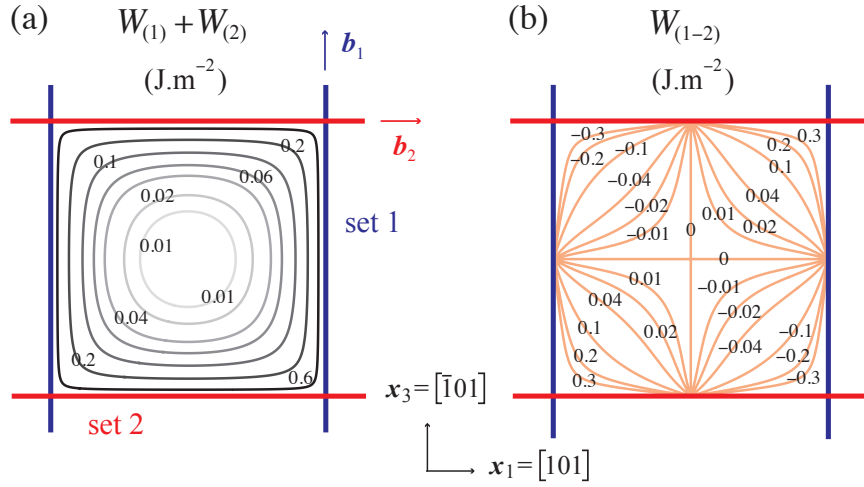 (a)
W(1) + W(2)
(J.m⁻²)
b₁
b₂
0.2
0.1
0.06
0.02
0.01
0.01
0.04
0.2
0.6
set 1
set 2
x₃ = [1̄01]
x₁ = [101]
(b)
W(1−2)
(J.m⁻²)
−0.3
0.3
−0.2
−0.1
0.2
0.1
−0.04
0.04
−0.02
0.01
0.02
−0.01
0
0
0.01
−0.01
0.04
−0.02
0.1
0.02
−0.1
0.2
−0.04
−0.2
0.3
−0.3